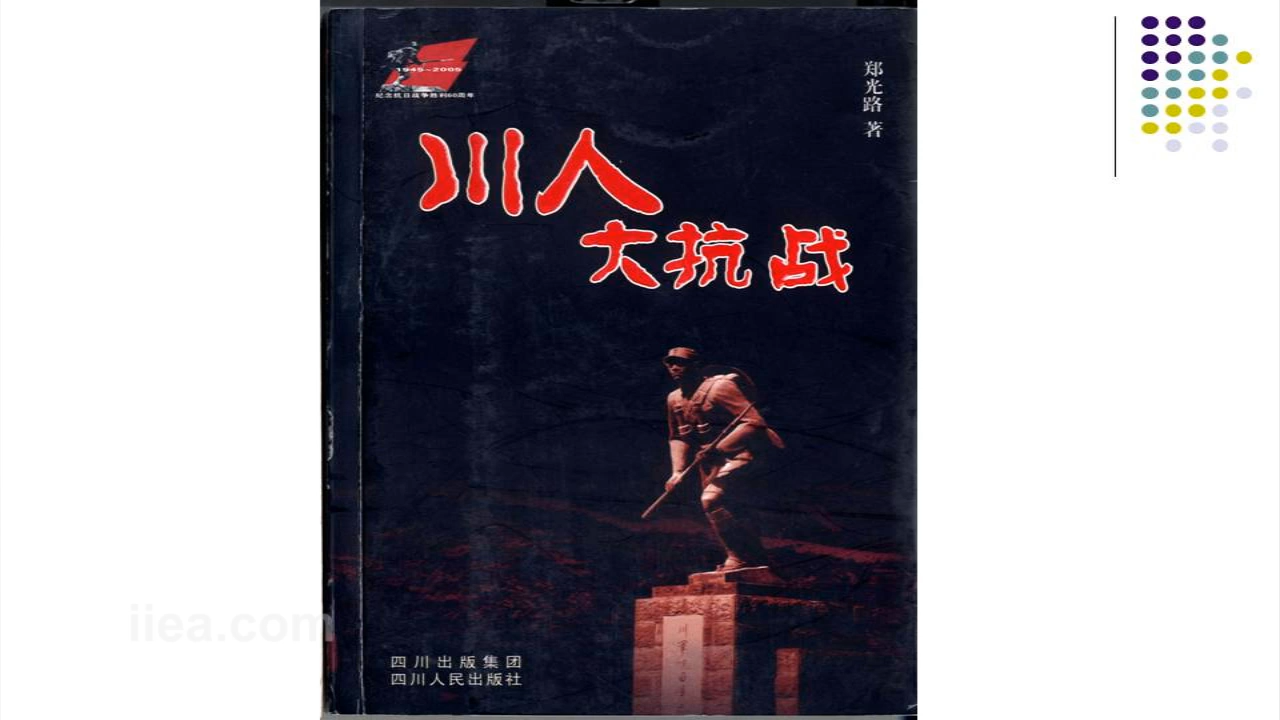 1945~2005
纪念抗日战争胜利60周年
郑光路 著
川人
大抗战
四川出版集团
四川人民出版社
iiea.com